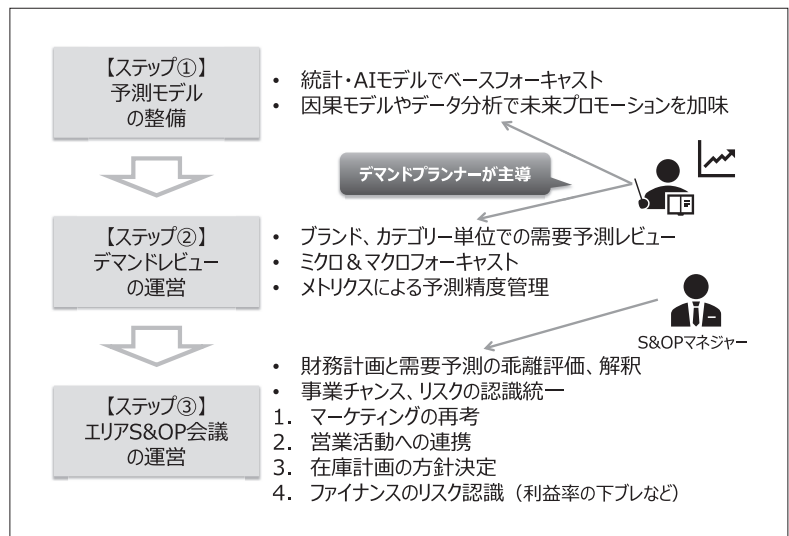 【ステップ①】
予測モデル
の整備
• 統計・AIモデルでベースフォーキャスト
• 因果モデルやデータ分析で未来プロモーションを加味
デマンドプランナーが主導
【ステップ②】
デマンドレビュー
の運営
• ブランド、カテゴリー単位での需要予測レビュー
• ミクロ＆マクロフォーキャスト
• メトリクスによる予測精度管理
S&OPマネジャー
【ステップ③】
エリアS&OP会議
の運営
• 財務計画と需要予測の乖離評価、解釈
• 事業チャンス、リスクの認識統一
1. マーケティングの再考
2. 営業活動への連携
3. 在庫計画の方針決定
4. ファイナンスのリスク認識（利益率の下ブレなど）